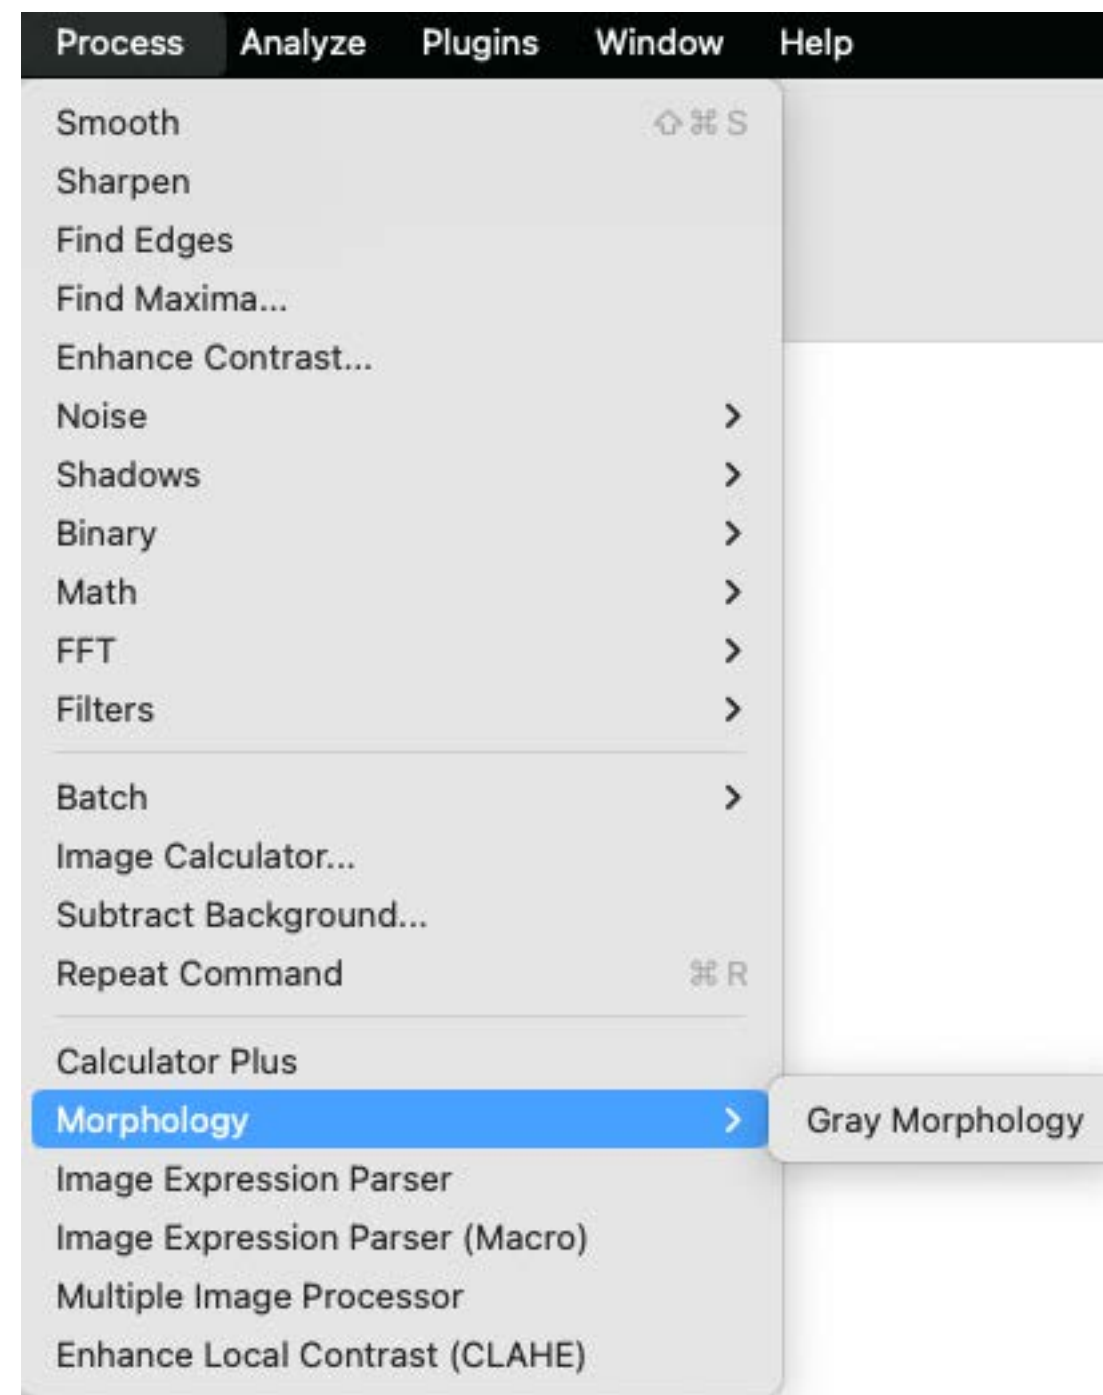 Process Analyze Plugins Window Help
Smooth ⇧⌘S
Sharpen
Find Edges
Find Maxima...
Enhance Contrast...
Noise
Shadows
Binary
Math
FFT
Filters
Batch
Image Calculator...
Subtract Background...
Repeat Command ⌘R
Calculator Plus
Morphology Gray Morphology
Image Expression Parser
Image Expression Parser (Macro)
Multiple Image Processor
Enhance Local Contrast (CLAHE)